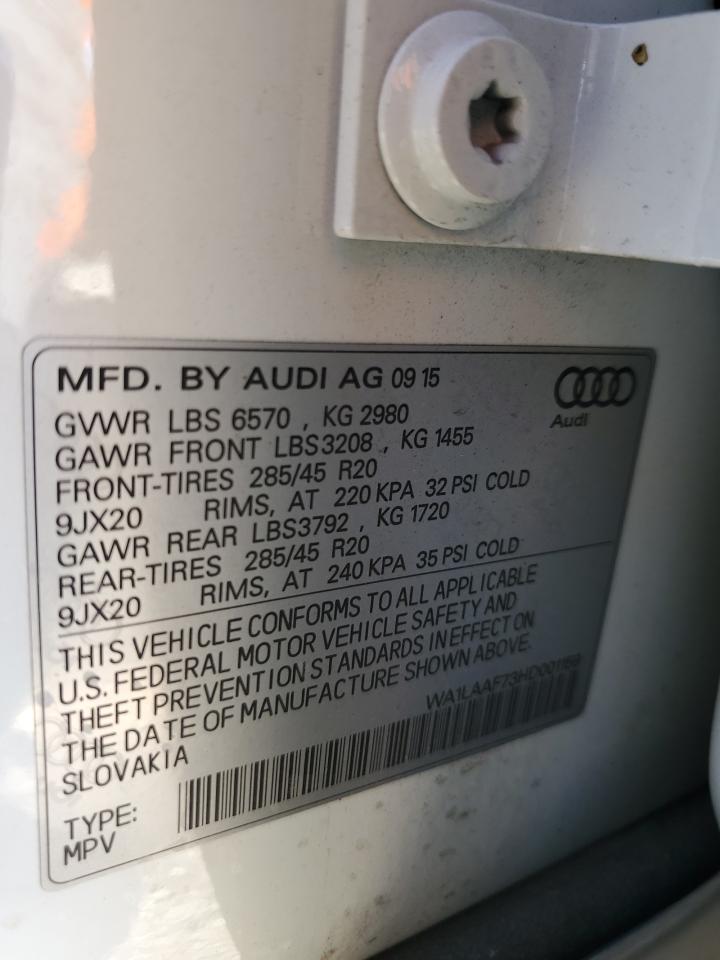 MFD. BY AUDI AG 09 15
Audi
GVWR LBS 6570 , KG 2980
GAWR FRONT LBS3208 , KG 1455
FRONT-TIRES 285/45 R20
9JX20 RIMS, AT 220 KPA 32 PSI COLD
GAWR REAR LBS3792 , KG 1720
REAR-TIRES 285/45 R20
9JX20 RIMS, AT 240 KPA 35 PSI COLD
THIS VEHICLE CONFORMS TO ALL APPLICABLE
U.S. FEDERAL MOTOR VEHICLE SAFETY AND
THEFT PREVENTION STANDARDS IN EFFECT ON
THE DATE OF MANUFACTURE SHOWN ABOVE.
SLOVAKIA
WA1LAAF73HD001169
TYPE:
MPV